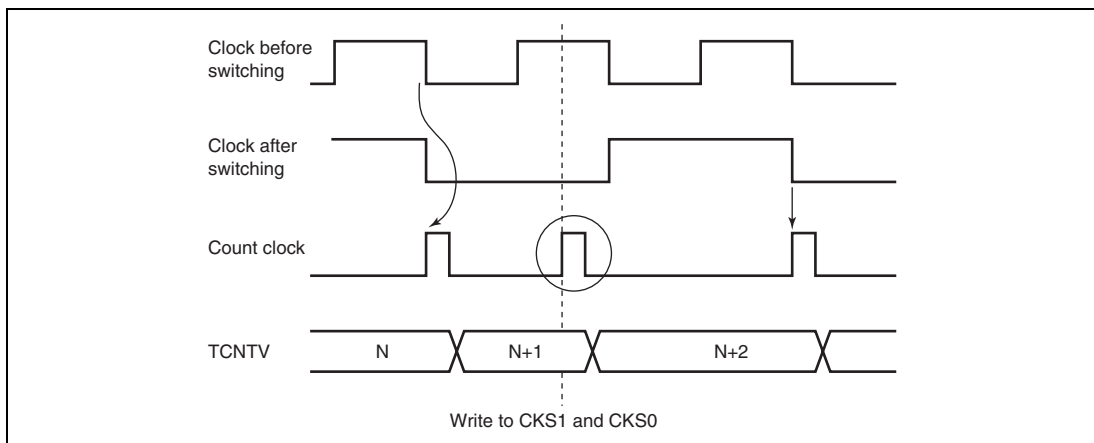 Clock before
switching
Clock after
switching
Count clock
TCNTV
N
N+1
N+2
Write to CKS1 and CKS0